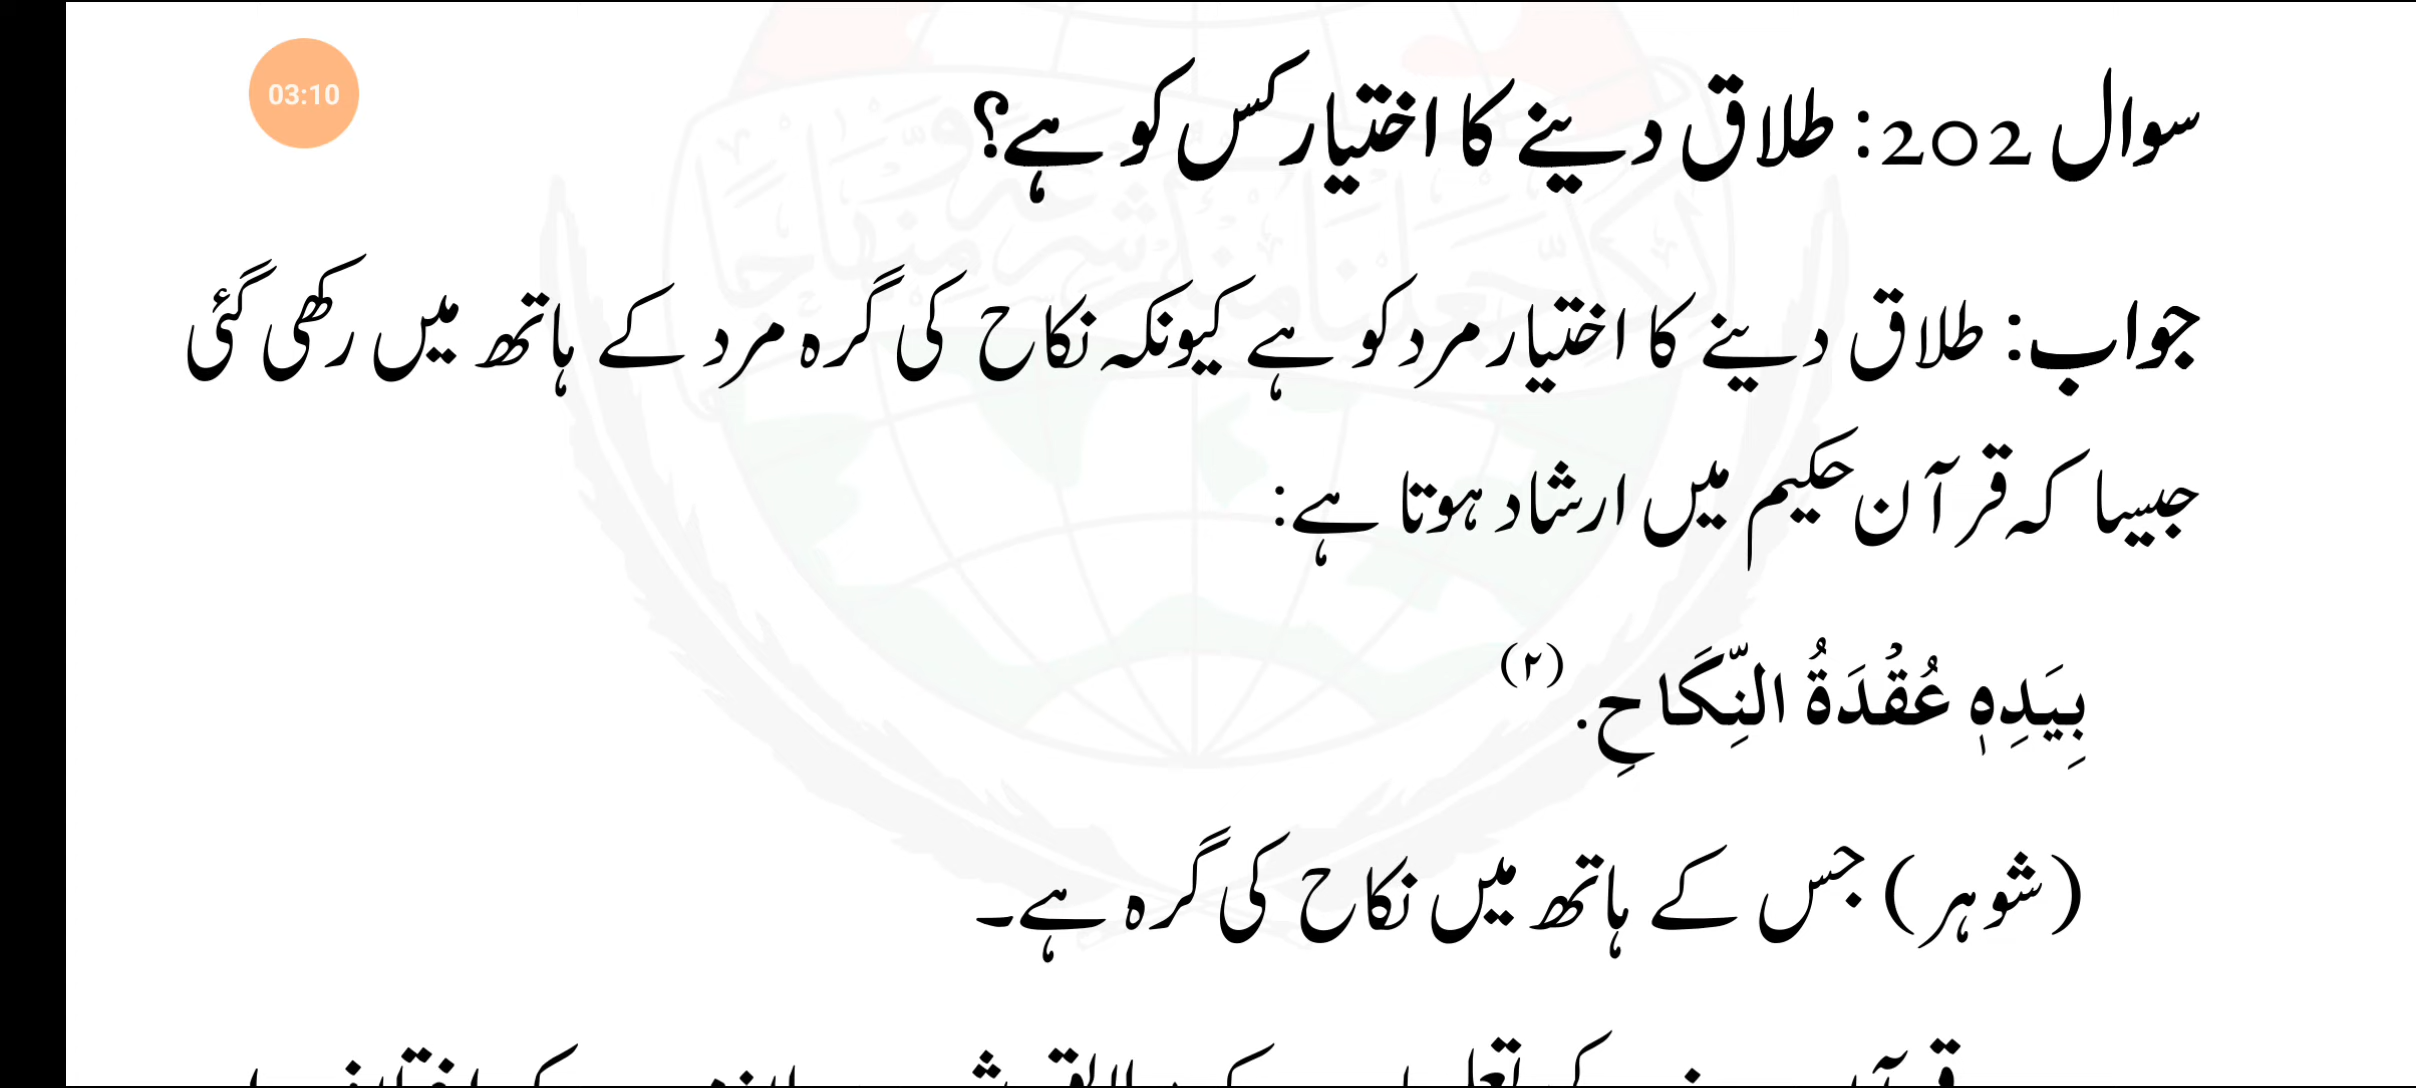 03:10
سوال 202: طلاق دینے کا اختیار کس کو ہے؟
جواب: طلاق دینے کا اختیار مرد کو ہے کیونکہ نکاح کی گرہ مرد کے ہاتھ میں رکھی گئی
جیسا کہ قرآن حکیم میں ارشاد ہوتا ہے:
بِيَدِهٖ عُقْدَةُ النِّكَاحِ. (۲)
(شوہر) جس کے ہاتھ میں نکاح کی گرہ ہے۔